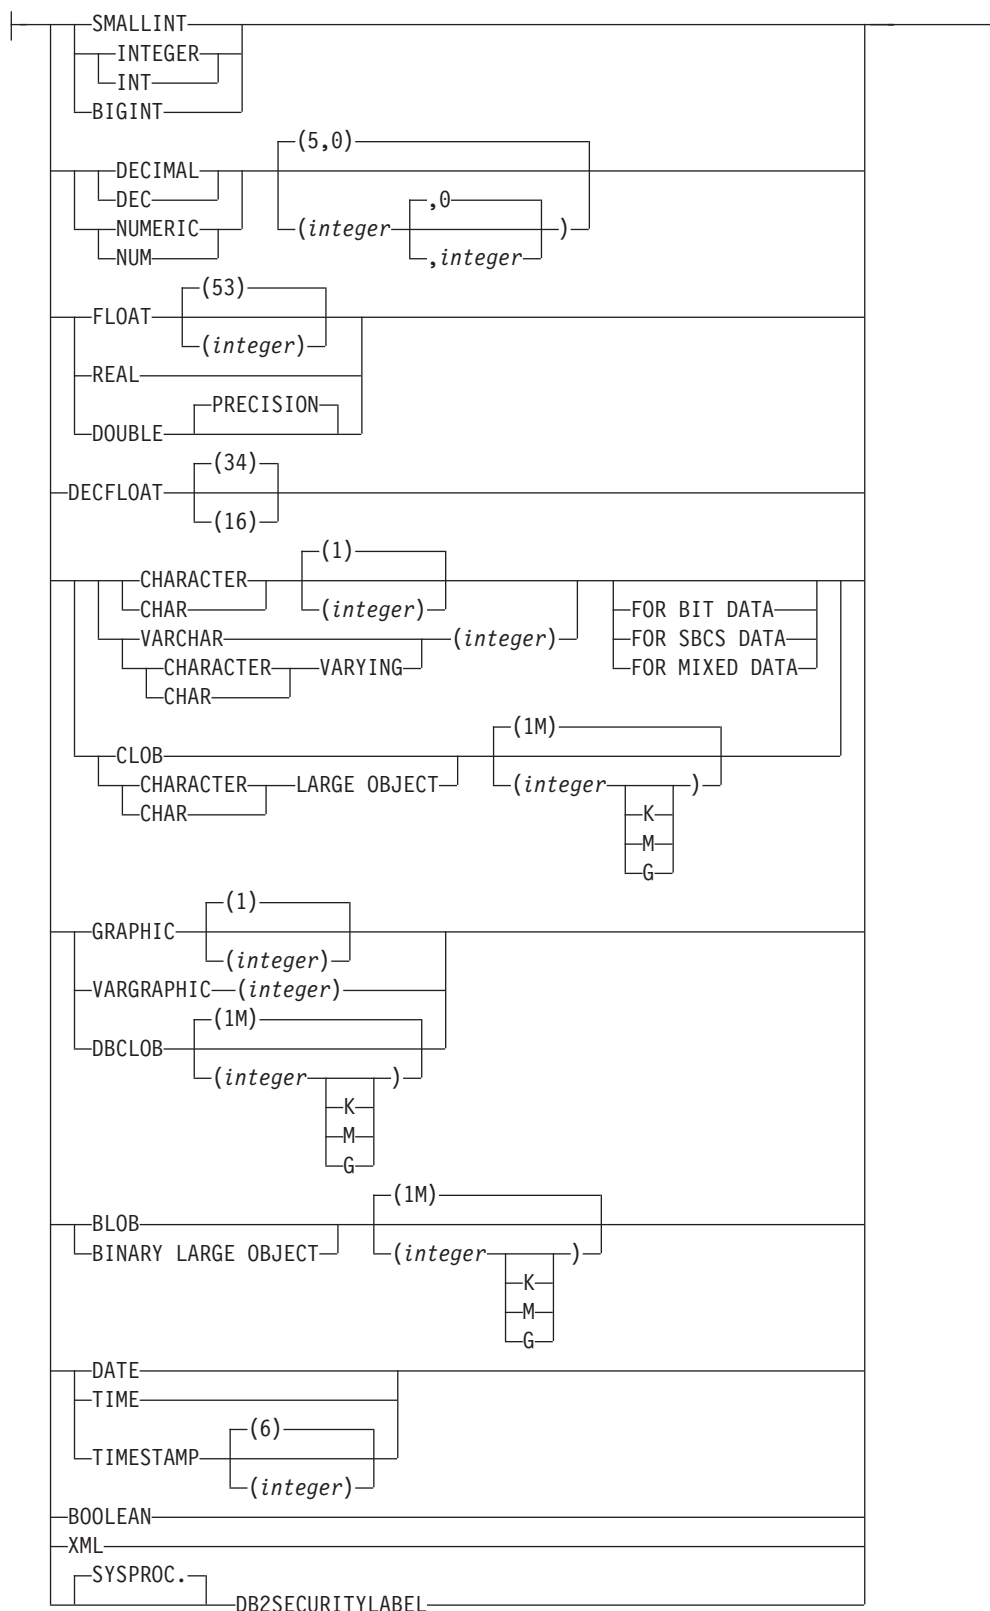 SMALLINT
INTEGER
INT
BIGINT
(5,0)
DECIMAL
DEC
,0
NUMERIC
(integer )
NUM
,integer
(53)
FLOAT
(integer)
REAL
PRECISION
DOUBLE
(34)
DECFLOAT
(16)
(1)
CHARACTER
CHAR
(integer)
FOR BIT DATA
VARCHAR
(integer)
FOR SBCS DATA
CHARACTER
VARYING
FOR MIXED DATA
CHAR
(1M)
CLOB
CHARACTER
LARGE OBJECT
(integer )
CHAR
K
M
G
(1)
GRAPHIC
(integer)
VARGRAPHIC (integer)
(1M)
DBCLOB
(integer )
K
M
G
(1M)
BLOB
BINARY LARGE OBJECT
(integer )
K
M
G
DATE
TIME
(6)
TIMESTAMP
(integer)
BOOLEAN
XML
SYSPROC.
DB2SECURITYLABEL